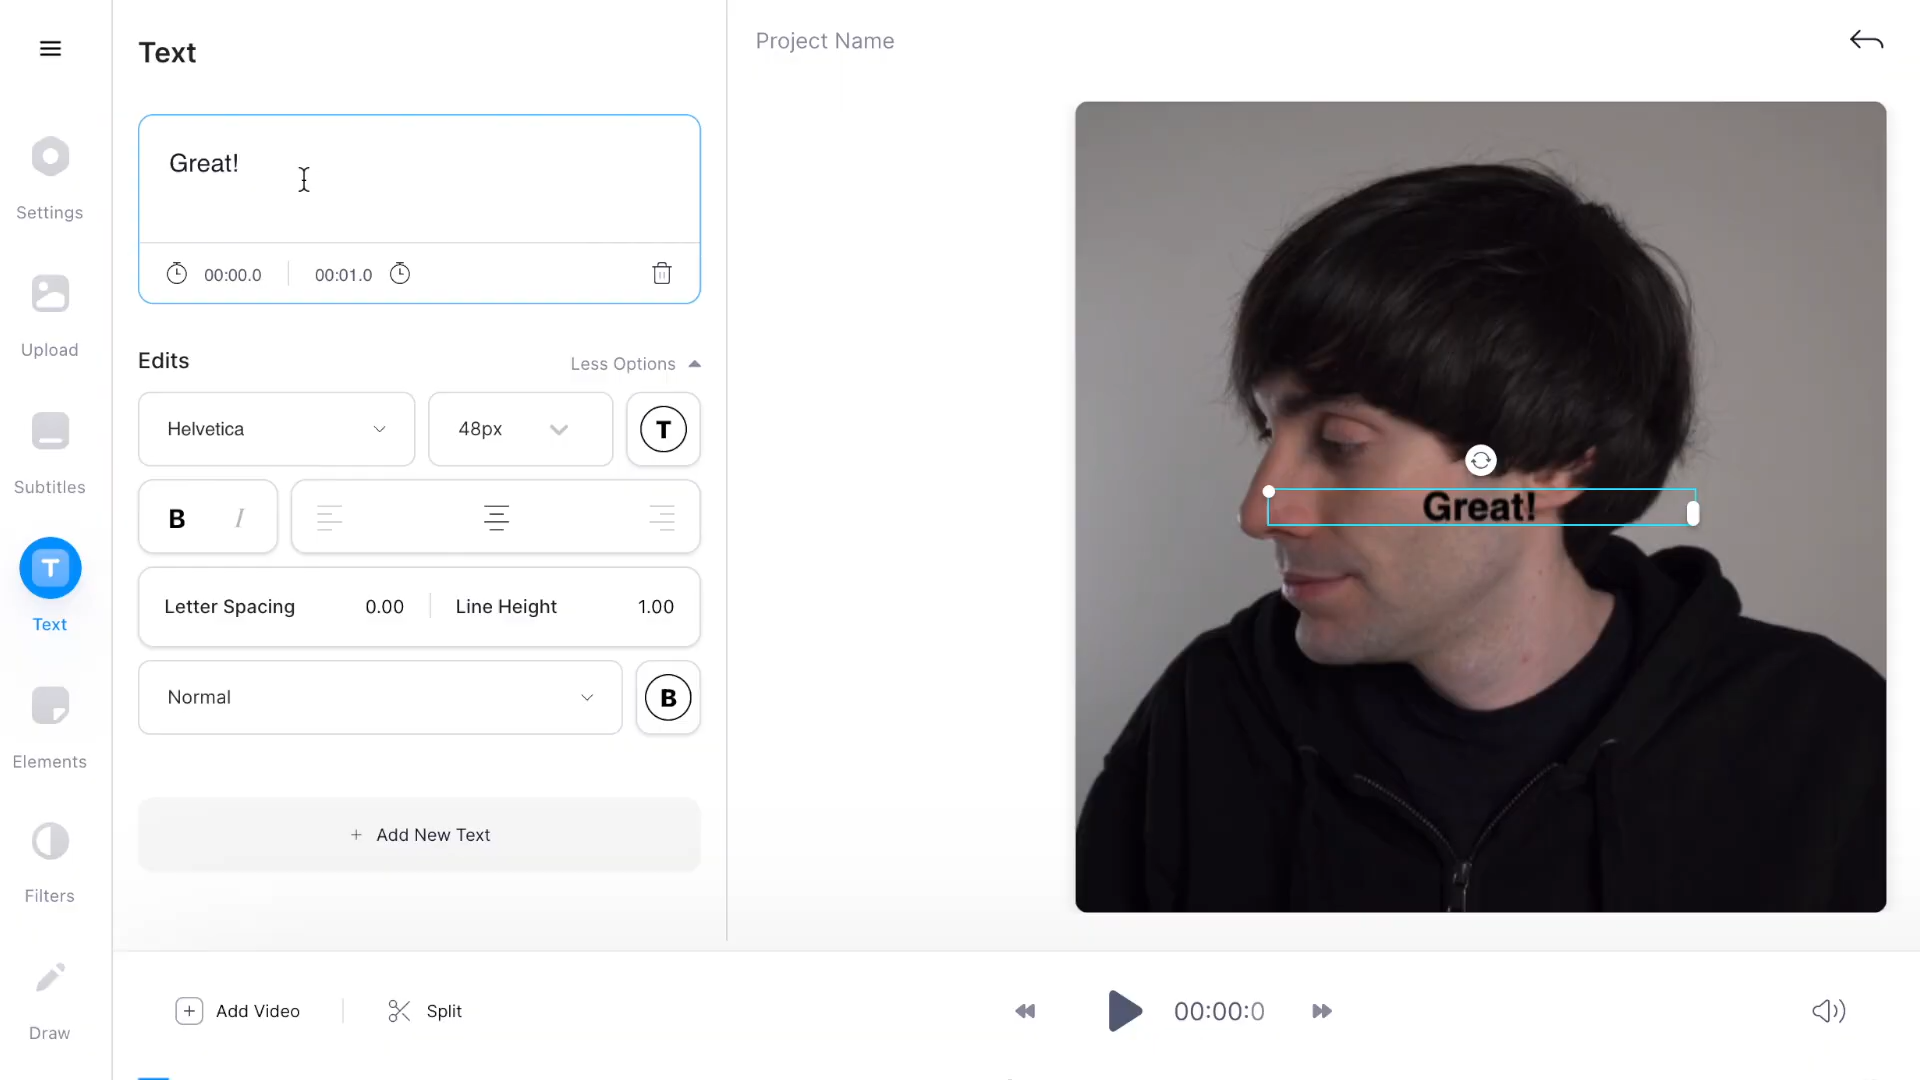 Text
Project Name
Great!
00:00.0
00:01.0
Settings
Upload
Subtitles
Text
Elements
Filters
Draw
Edits
Less Options
Helvetica
48px
T
B I
Letter Spacing 0.00
Line Height 1.00
Normal
B
+ Add New Text
Great!
Add Video
Split
00:00:0